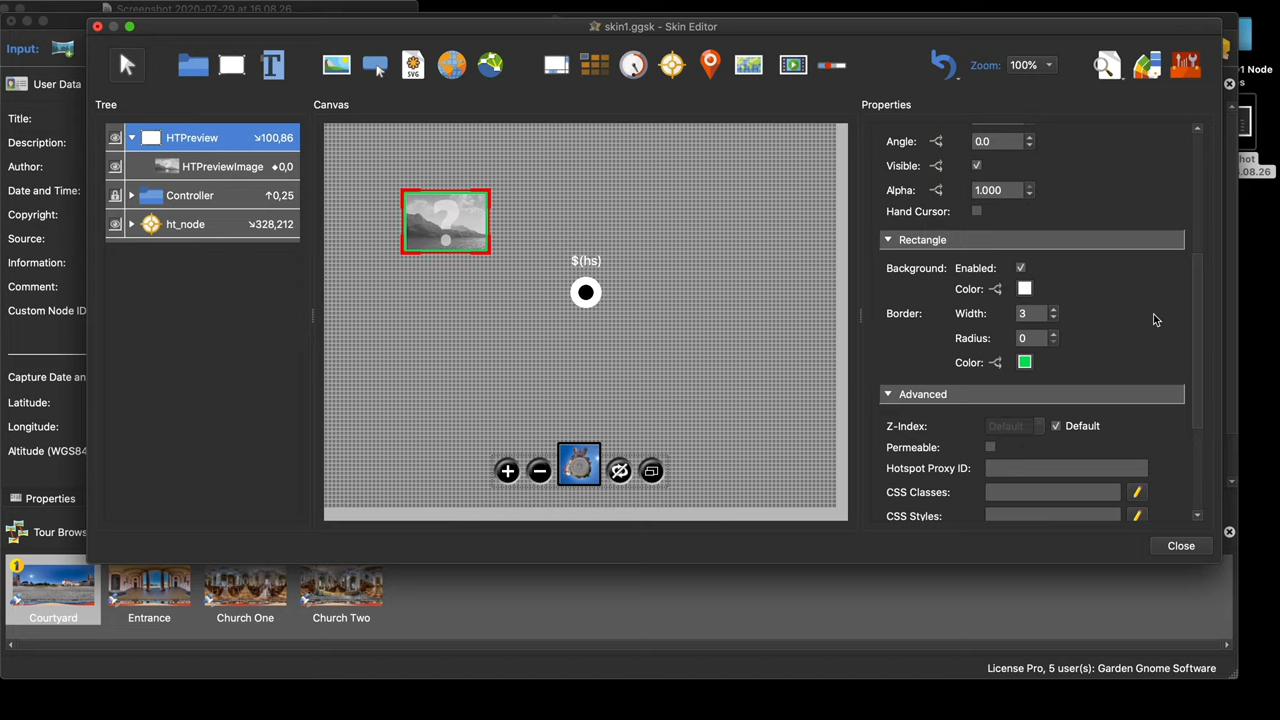 Screenshot 2020-07-29 at 16.08.26
skin1.ggsk - Skin Editor
Input:
SVG
Zoom: 100%
1 Node
User Data
Tree
Canvas
Properties
Title:
Description:
Author:
Date and Time:
Copyright:
Source:
Information:
Comment:
Custom Node ID
Capture Date an
Latitude:
Longitude:
Altitude (WGS84
Properties
Tour Brows
HTPreview 100,86
HTPreviewImage 0,0
Controller 0,25
ht_node 328,212
?
$(hs)
Angle: 0.0
Visible:
Alpha: 1.000
Hand Cursor:
Rectangle
Background: Enabled:
Color:
Border: Width: 3
Radius: 0
Color:
Advanced
Z-Index: Default Default
Permeable:
Hotspot Proxy ID:
CSS Classes:
CSS Styles:
Close
hot
.08.26
1
Courtyard
Entrance
Church One
Church Two
License Pro, 5 user(s): Garden Gnome Software